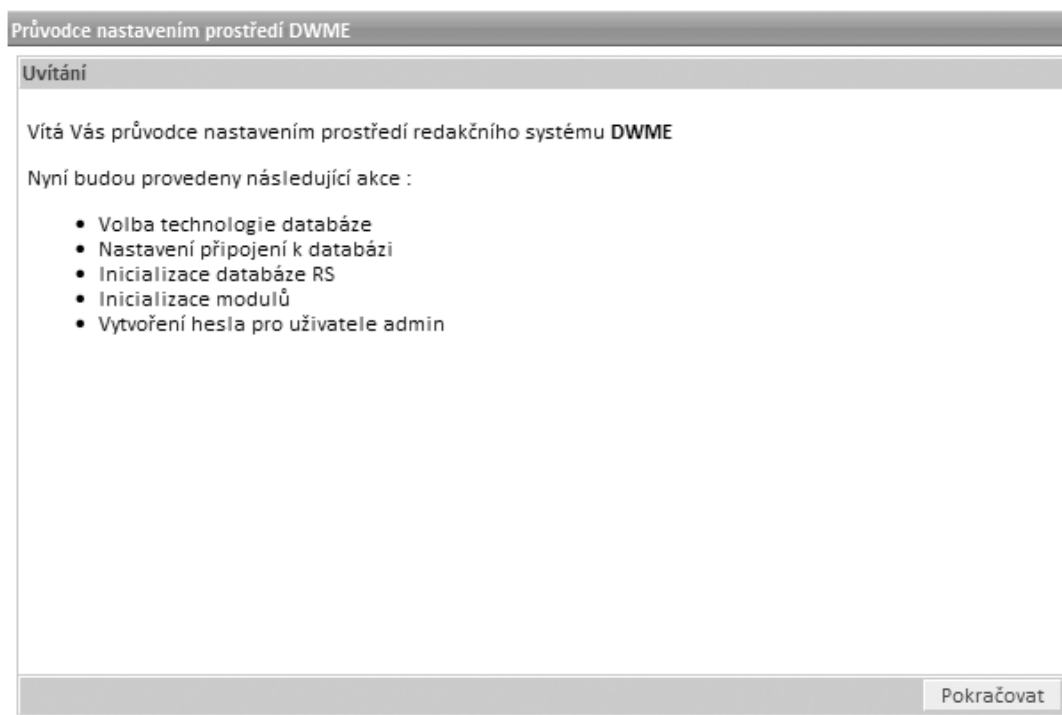 Průvodce nastavením prostředí DWME
Uvítání
Vítá Vás průvodce nastavením prostředí redakčního systému DWME
Nyní budou provedeny následující akce :
• Volba technologie databáze
• Nastavení připojení k databázi
• Inicializace databáze RS
• Inicializace modulů
• Vytvoření hesla pro uživatele admin
Pokračovat